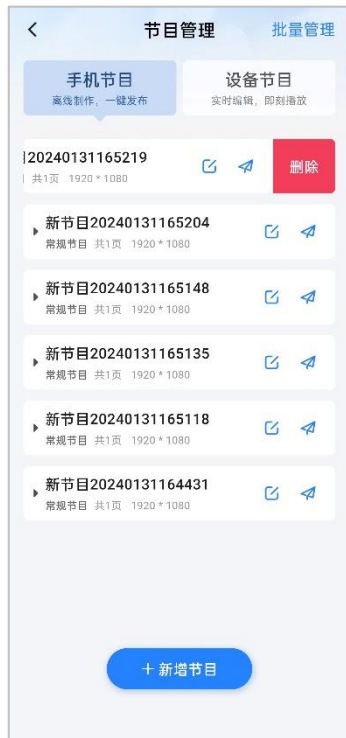 节目管理
批量管理
手机节目
离线制作，一键发布
设备节目
实时编辑，即刻播放
20240131165219
共1页 1920*1080
删除
新节目20240131165204
常规节目 共1页 1920*1080
新节目20240131165148
常规节目 共1页 1920*1080
新节目20240131165135
常规节目 共1页 1920*1080
新节目20240131165118
常规节目 共1页 1920*1080
新节目20240131164431
常规节目 共1页 1920*1080
+ 新增节目